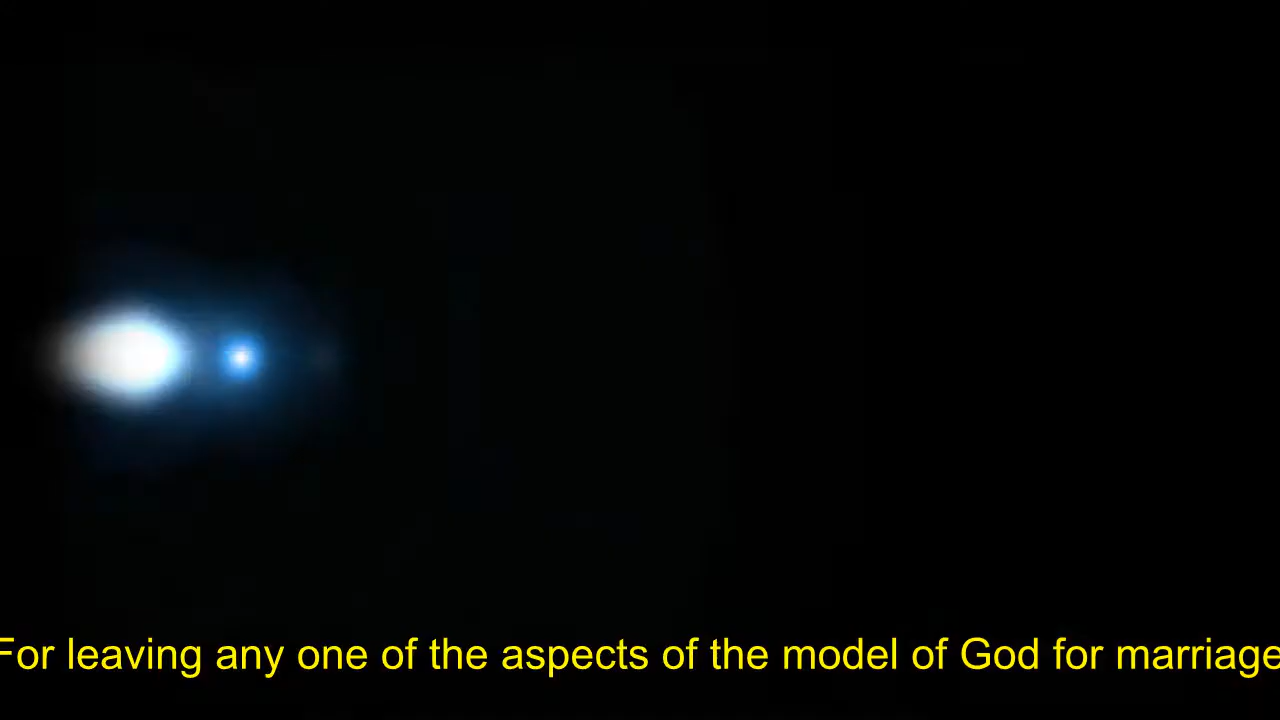 For leaving any one of the aspects of the model of God for marriage